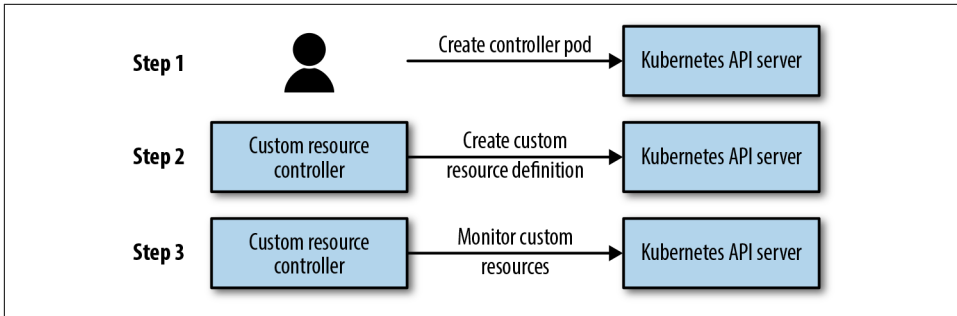 Step 1
Create controller pod
Kubernetes API server
Step 2
Custom resource
controller
Create custom
resource definition
Kubernetes API server
Step 3
Custom resource
controller
Monitor custom
resources
Kubernetes API server